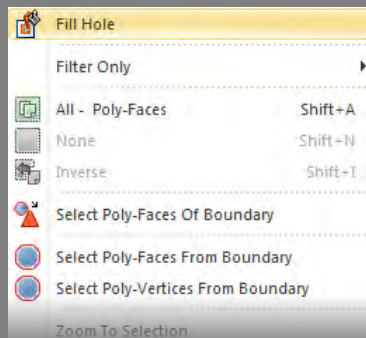 Fill Hole
Filter Only
All - Poly-Faces Shift+A
None Shift+N
Inverse Shift+I
Select Poly-Faces Of Boundary
Select Poly-Faces From Boundary
Select Poly-Vertices From Boundary
Zoom To Selection